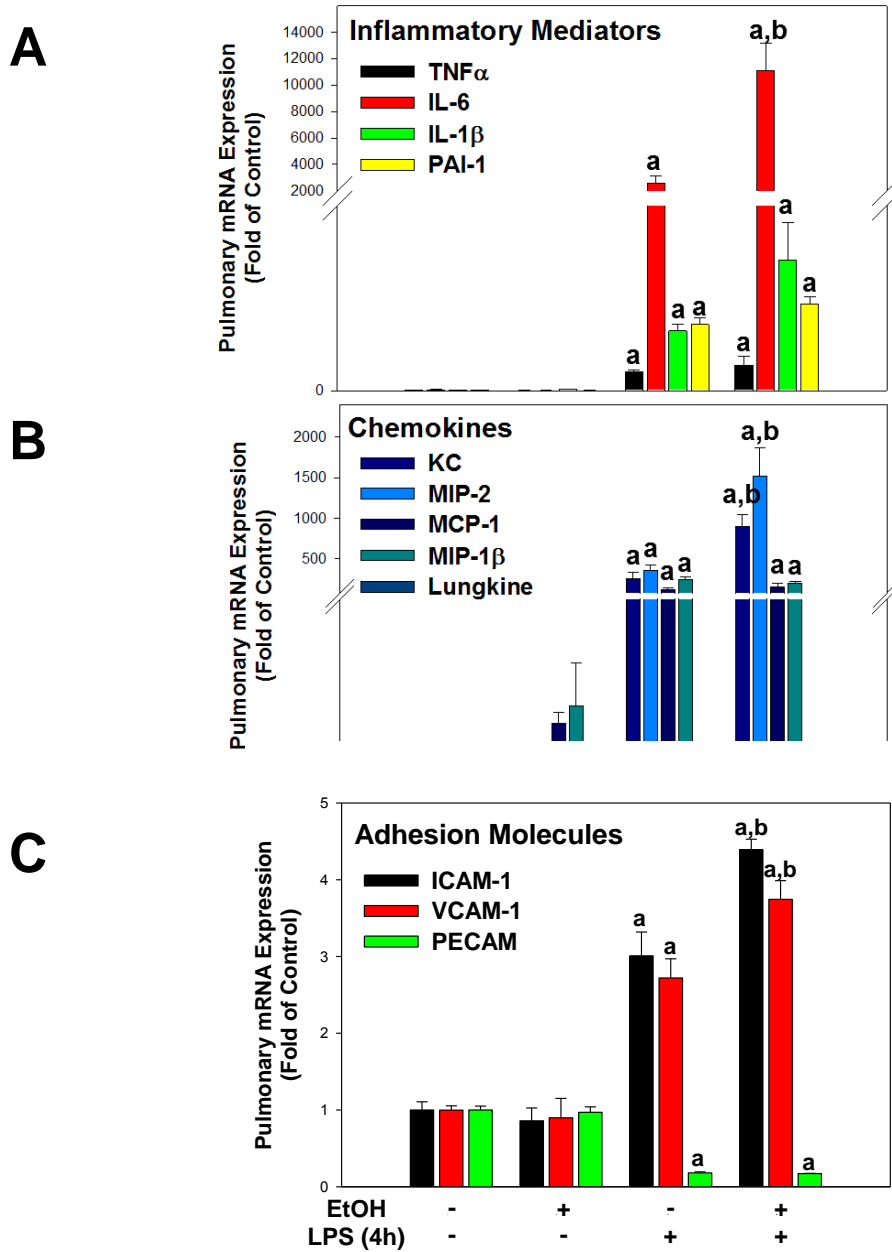 A
Inflammatory Mediators
TNFα
IL-6
IL-1β
PAI-1
Pulmonary mRNA Expression
(Fold of Control)
14000
12000
10000
8000
6000
4000
2000
0
a
a
a
a
a
a,b
a
a
B
Chemokines
KC
MIP-2
MCP-1
MIP-1β
Lungkine
Pulmonary mRNA Expression
(Fold of Control)
2000
1500
1000
500
a
a
a
a
a,b
a,b
a
a
C
Adhesion Molecules
ICAM-1
VCAM-1
PECAM
Pulmonary mRNA Expression
(Fold of Control)
5
4
3
2
1
0
a
a
a
a,b
a,b
a
EtOH - + - +
LPS (4h) - - + +